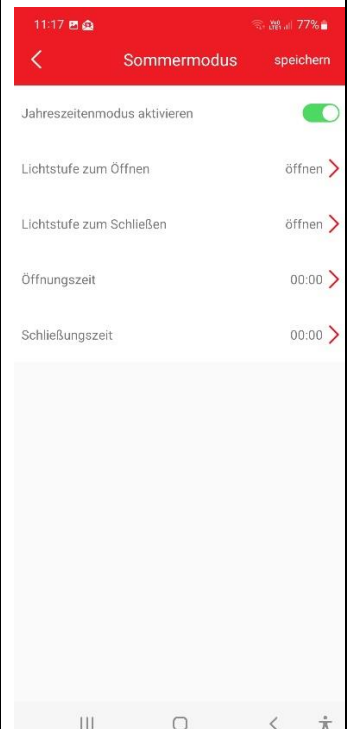 11:17 77%
Sommermodus speichern
Jahreszeitenmodus aktivieren
Lichtstufe zum Öffnen öffnen
Lichtstufe zum Schließen öffnen
Öffnungszeit 00:00
Schließungszeit 00:00